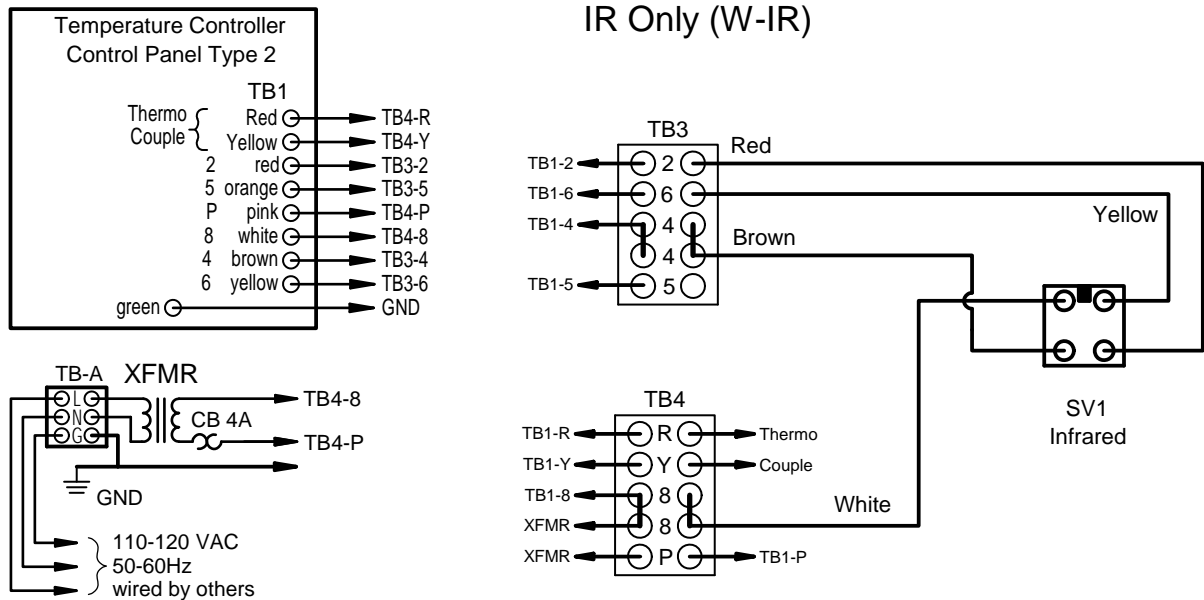 IR Only (W-IR)
Temperature Controller
Control Panel Type 2
TB1
Thermo
Couple
Red TB4-R
Yellow TB4-Y
2 red TB3-2
5 orange TB3-5
P pink TB4-P
8 white TB4-8
4 brown TB3-4
6 yellow TB3-6
green GND
TB3
TB1-2 2 Red
TB1-6 6 Yellow
TB1-4 4
4 Brown
TB1-5 5
SV1
Infrared
TB-A XFMR
L TB4-8
N CB 4A
G TB4-P
GND
110-120 VAC
50-60Hz
wired by others
TB4
TB1-R R Thermo
TB1-Y Y Couple
TB1-8 8
XFMR 8 White
XFMR P TB1-P